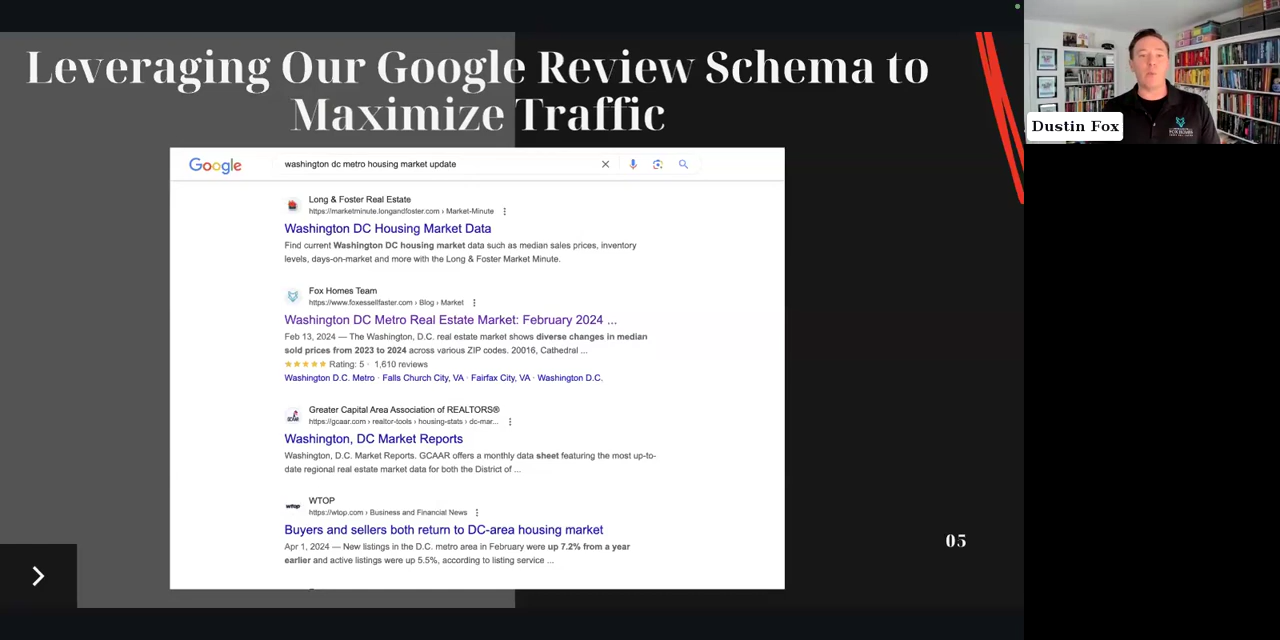 Leveraging Our Google Review Schema to
Maximize Traffic
Google
washington dc metro housing market update
Long & Foster Real Estate
https://marketminute.longandfoster.com › Market-Minute
Washington DC Housing Market Data
Find current Washington DC housing market data such as median sales prices, inventory
levels, days-on-market and more with the Long & Foster Market Minute.
Fox Homes Team
https://www.foxessellfaster.com › Blog › Market
Washington DC Metro Real Estate Market: February 2024 ...
Feb 13, 2024 — The Washington, D.C. real estate market shows diverse changes in median
sold prices from 2023 to 2024 across various ZIP codes. 20016, Cathedral ...
Rating: 5 · 1,610 reviews
Washington D.C. Metro · Falls Church City, VA · Fairfax City, VA · Washington D.C.
GCAAR
Greater Capital Area Association of REALTORS®
https://gcaar.com › realtor-tools › housing-stats › dc-mar...
Washington, DC Market Reports
Washington, D.C. Market Reports. GCAAR offers a monthly data sheet featuring the most up-to-
date regional real estate market data for both the District of ...
wtop
WTOP
https://wtop.com › Business and Financial News
Buyers and sellers both return to DC-area housing market
Apr 1, 2024 — New listings in the D.C. metro area in February were up 7.2% from a year
earlier and active listings were up 5.5%, according to listing service ...
05
Dustin Fox
FOX HOMES